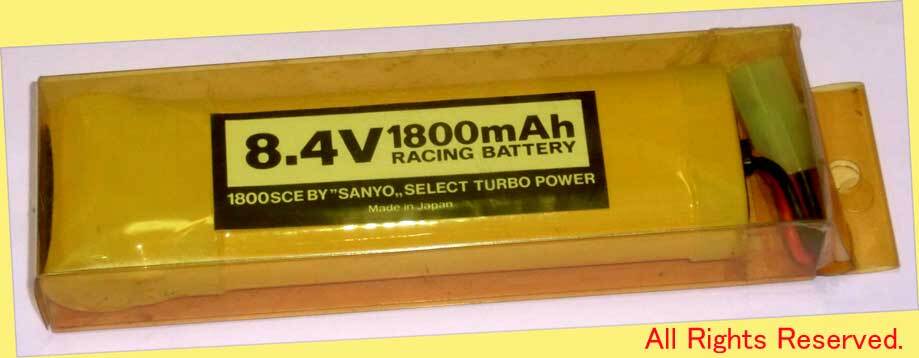 8.4V 1800mAh
RACING BATTERY
1800SCE BY "SANYO,, SELECT TURBO POWER
Made in Japan
All Rights Reserved.